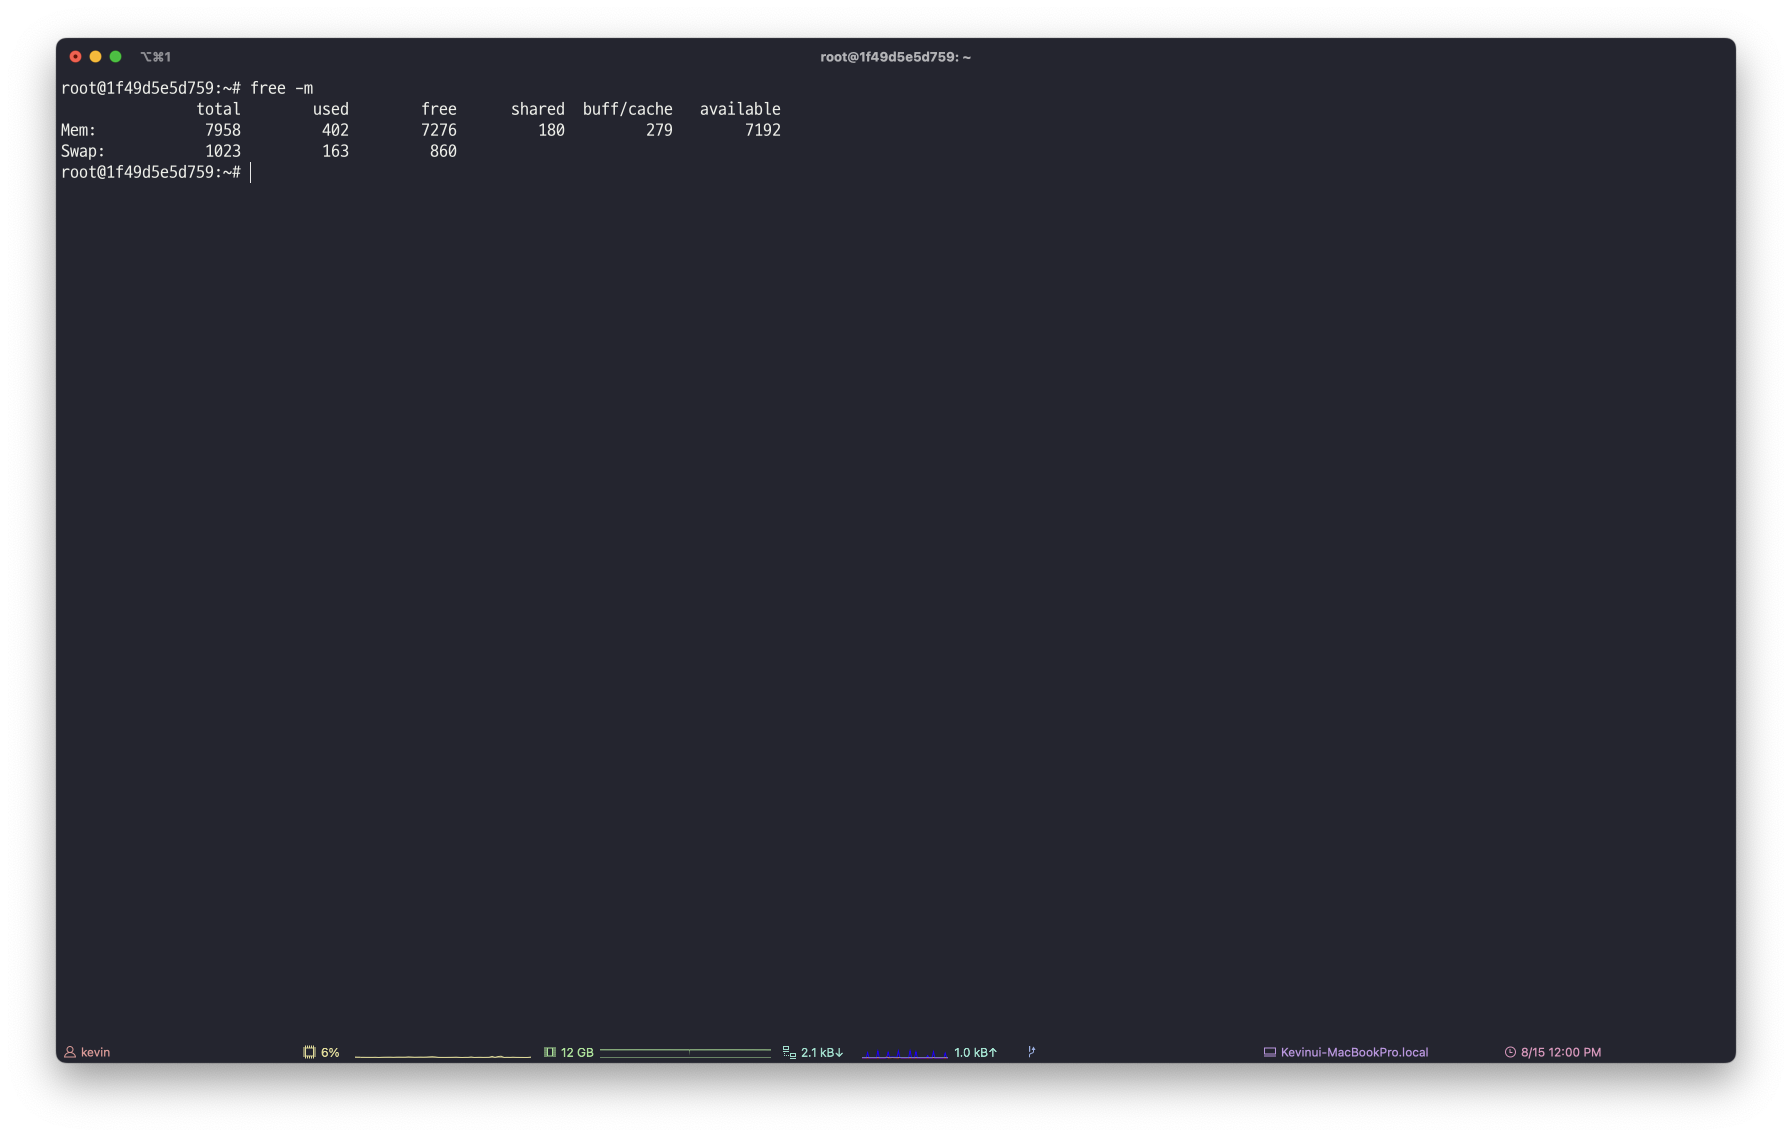 ⌥⌘1 root@1f49d5e5d759: ~
root@1f49d5e5d759:~# free -m
total used free shared buff/cache available
Mem: 7958 402 7276 180 279 7192
Swap: 1023 163 860
root@1f49d5e5d759:~#
kevin 6% 12 GB 2.1 kB↓ 1.0 kB↑ Kevinui-MacBookPro.local 8/15 12:00 PM